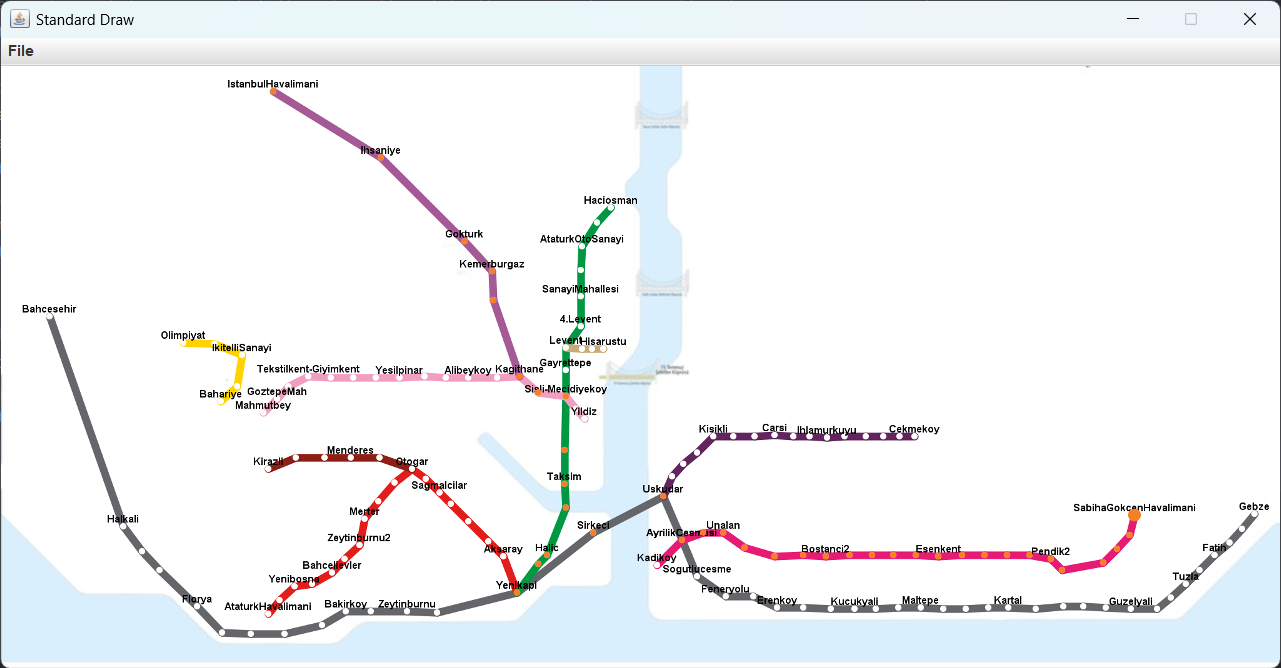 Standard Draw
File
IstanbulHavalimani
Ihsaniye
Haciosman
Gokturk
AtaturkOtoSanayi
Kemerburgaz
SanayiMahallesi
Bahcesehir
4.Levent
Olimpiyat
IkitelliSanayi
Levent
Hisarustu
Gayrettepe
Tekstilkent-Giyimkent
Yesilpinar
Alibeykoy
Kagithane
Bahariye
GoztepeMah
Sisli-Mecidiyekoy
Mahmutbey
Yildiz
Kisikli
Carsi
Ihlamurkuyu
Cekmekoy
Menderes
Kirazli
Otogar
Taksim
Sagmalcilar
Uskudar
Merter
SabihaGokcenHavalimani
Gebze
Halkali
Sirkeci
Unalan
AyrilikCesmesi
Zeytinburnu2
Aksaray
Halic
Bostanci2
Esenkent
Pendik2
Fatih
Kadikoy
Bahcelievler
Sogutlucesme
Yenibosna
Yenikapi
Tuzla
Feneryolu
Florya
AtaturkHavalimani
Bakirkoy
Zeytinburnu
Erenkoy
Kucukyali
Maltepe
Kartal
Guzelyali